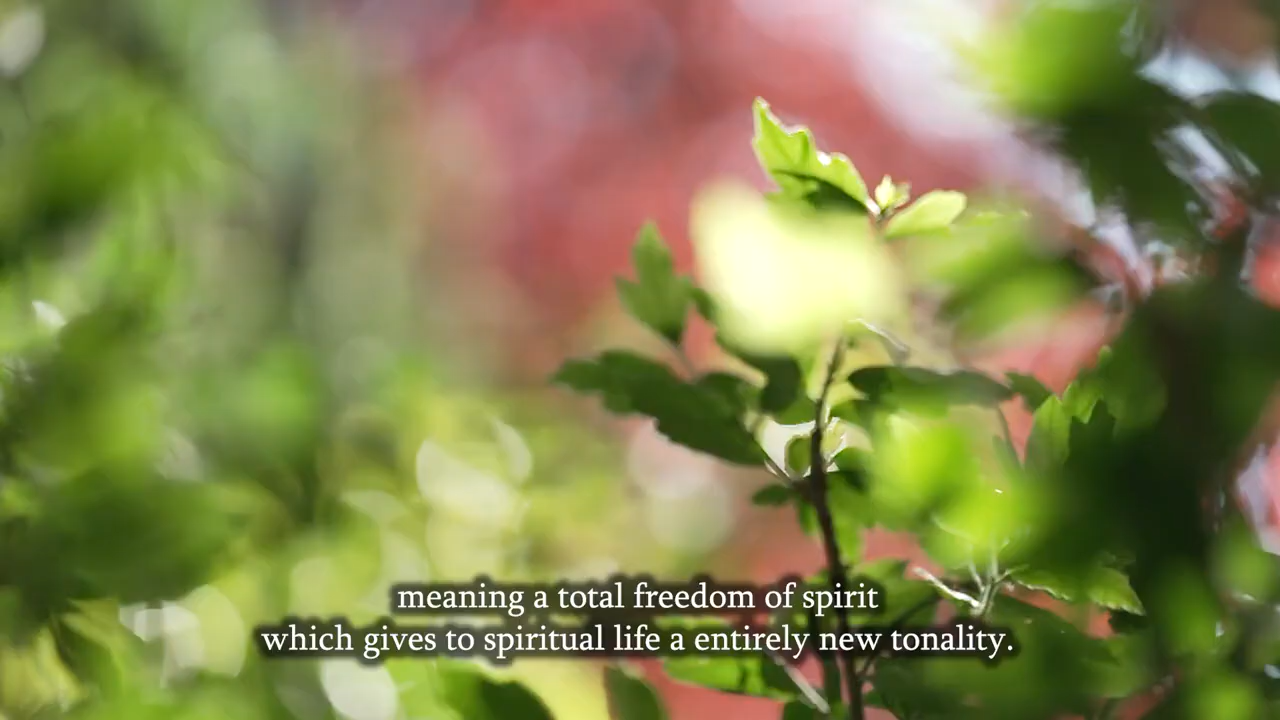 meaning a total freedom of spirit
which gives to spiritual life a entirely new tonality.